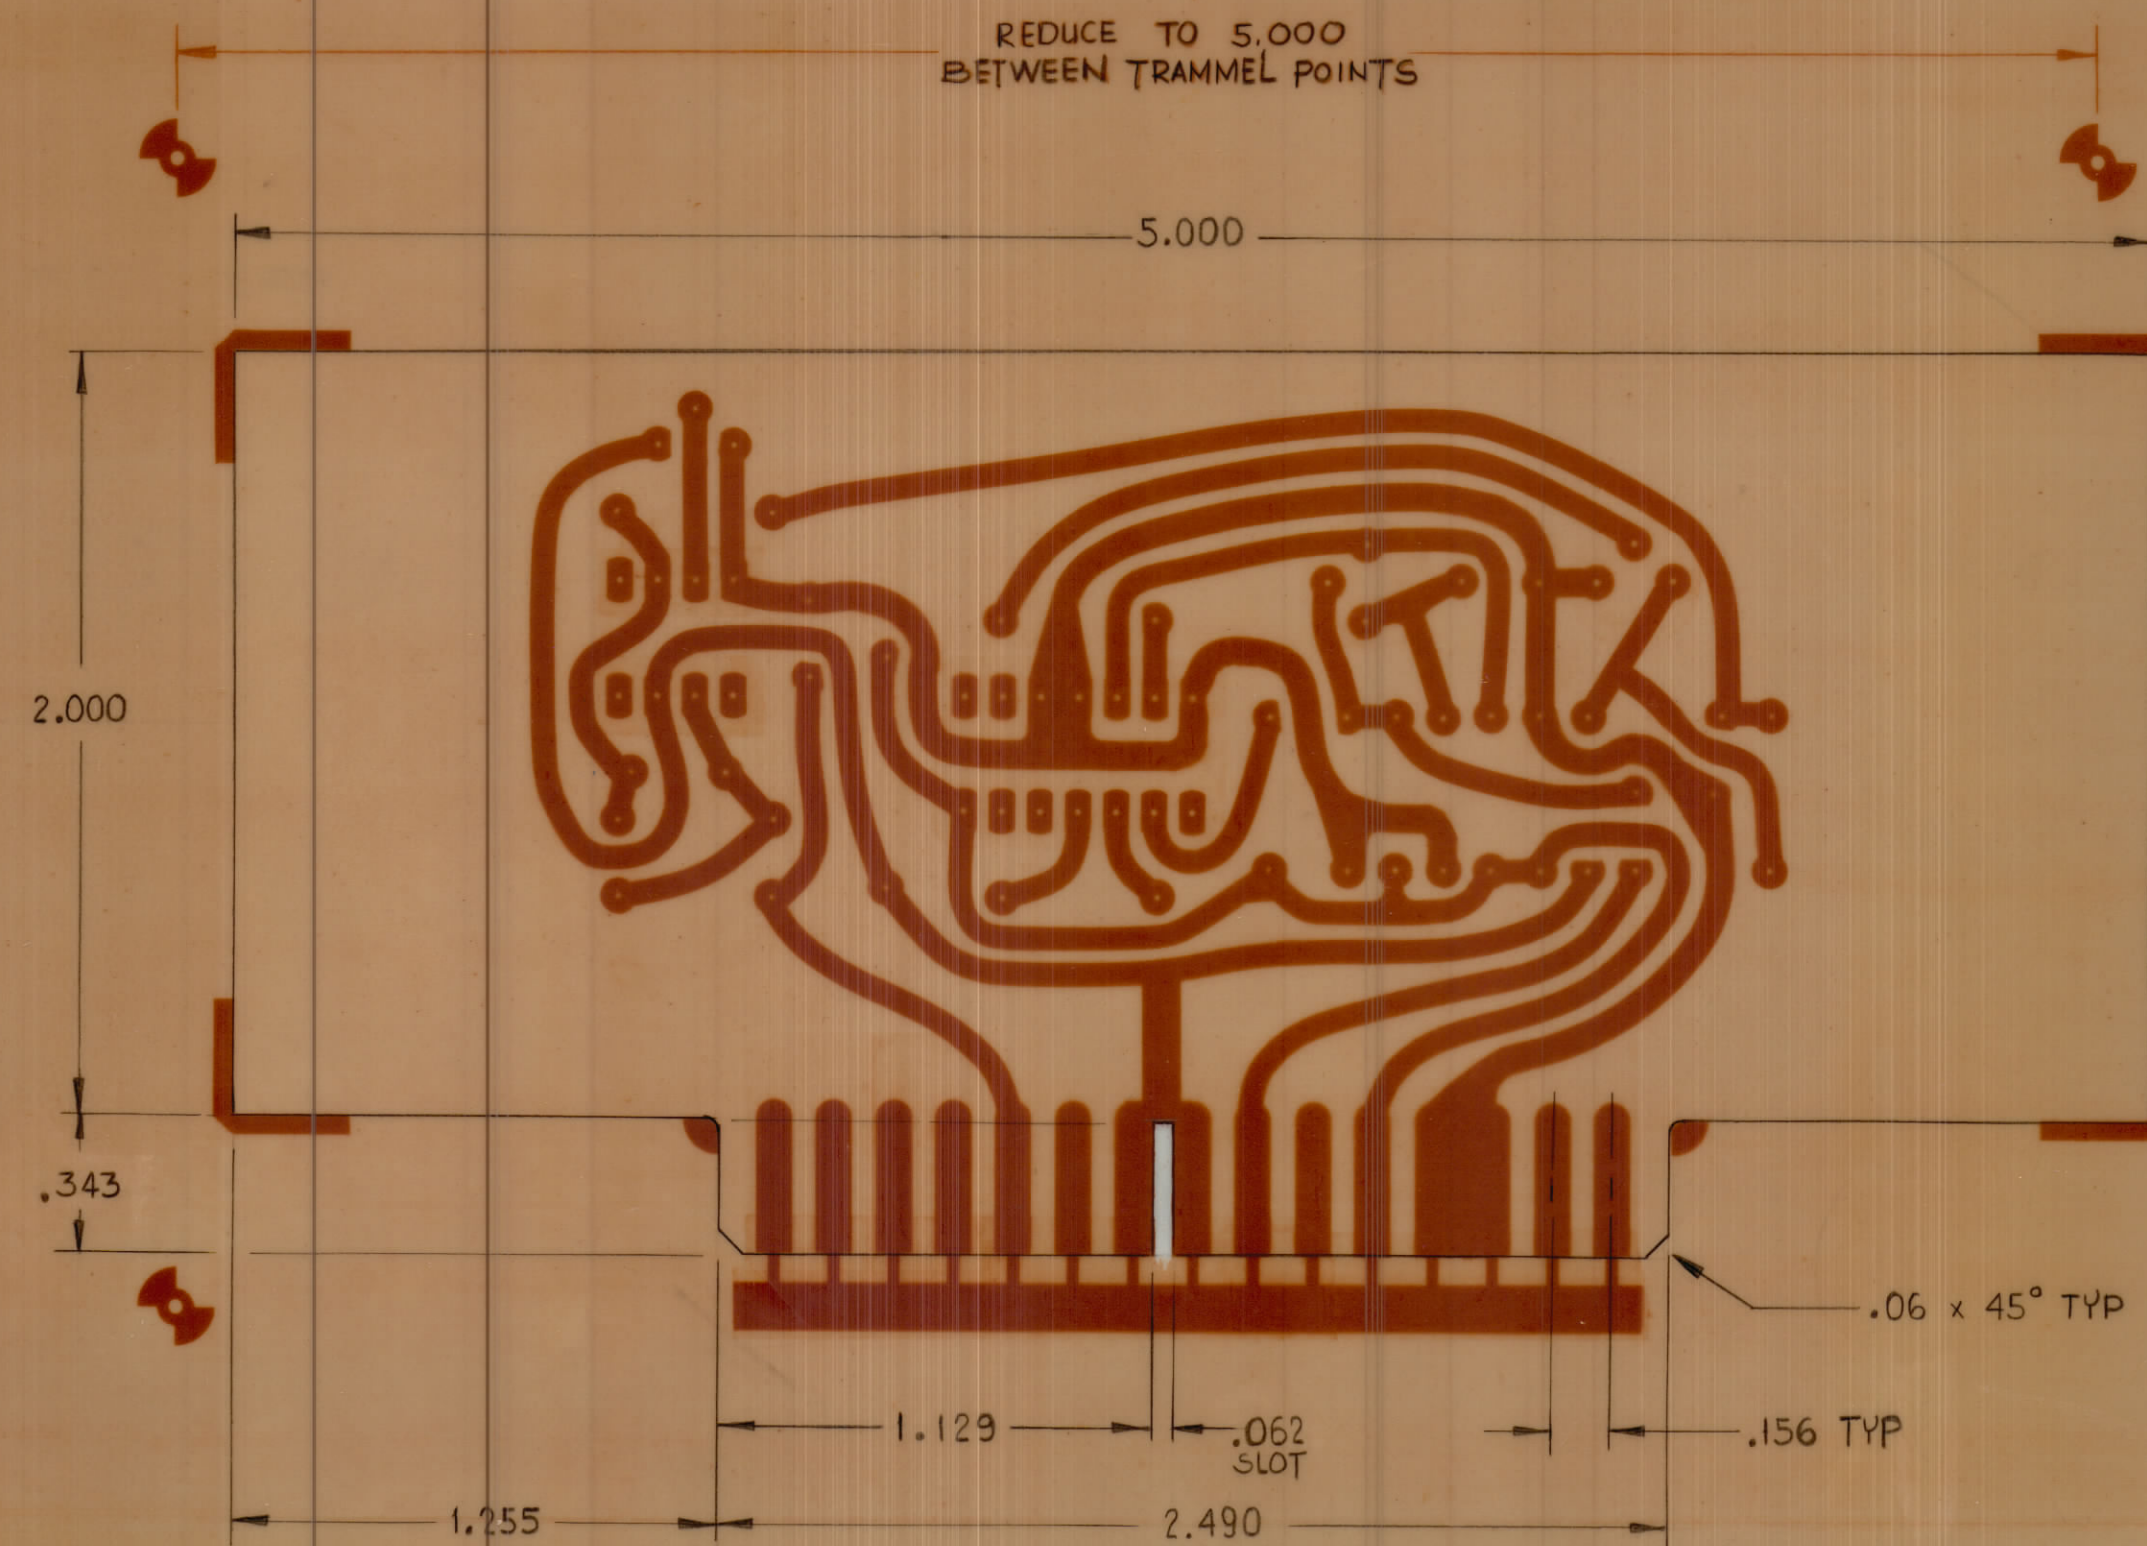 REDUCE TO 5.000
BETWEEN TRAMMEL POINTS
5.000
2.000
.343
.06 x 45° TYP
1.129
.062
SLOT
.156 TYP
1.255
2.490